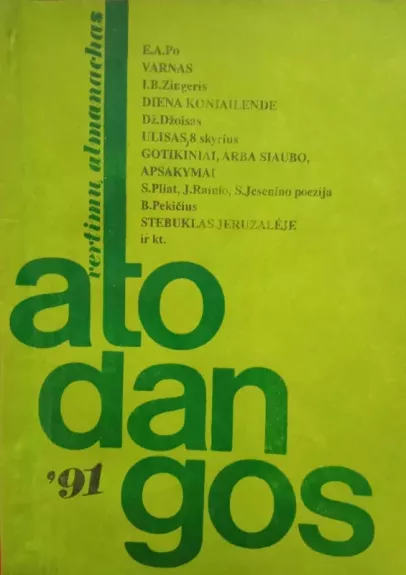 vertimų almanachas
E.A.Po
VARNAS
I.B.Zingeris
DIENA KONIAILENDE
Dž.Džoisas
ULISAS,8 skyrius
GOTIKINIAI, ARBA SIAUBO,
APSAKYMAI
S.Pliat, J.Rainio, S.Jesenino poezija
B.Pekičius
STEBUKLAS JERUZALĖJE
ir kt.
ato
dan
gos
'91